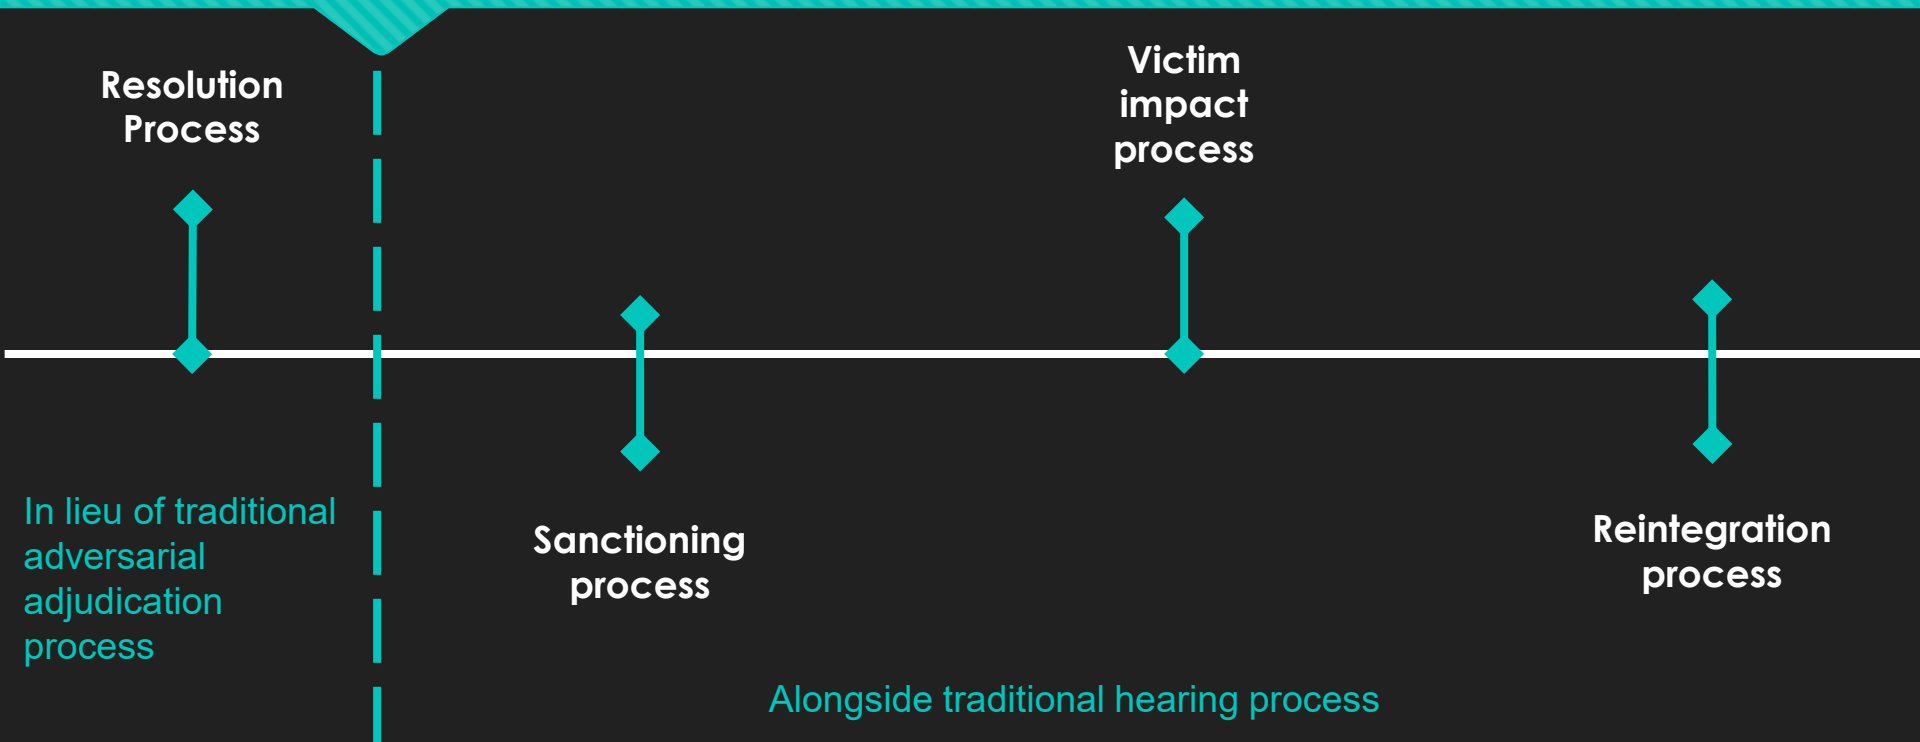 Resolution
Process
In lieu of traditional
adversarial
adjudication
process
Sanctioning
process
Victim
impact
process
Reintegration
process
Alongside traditional hearing process